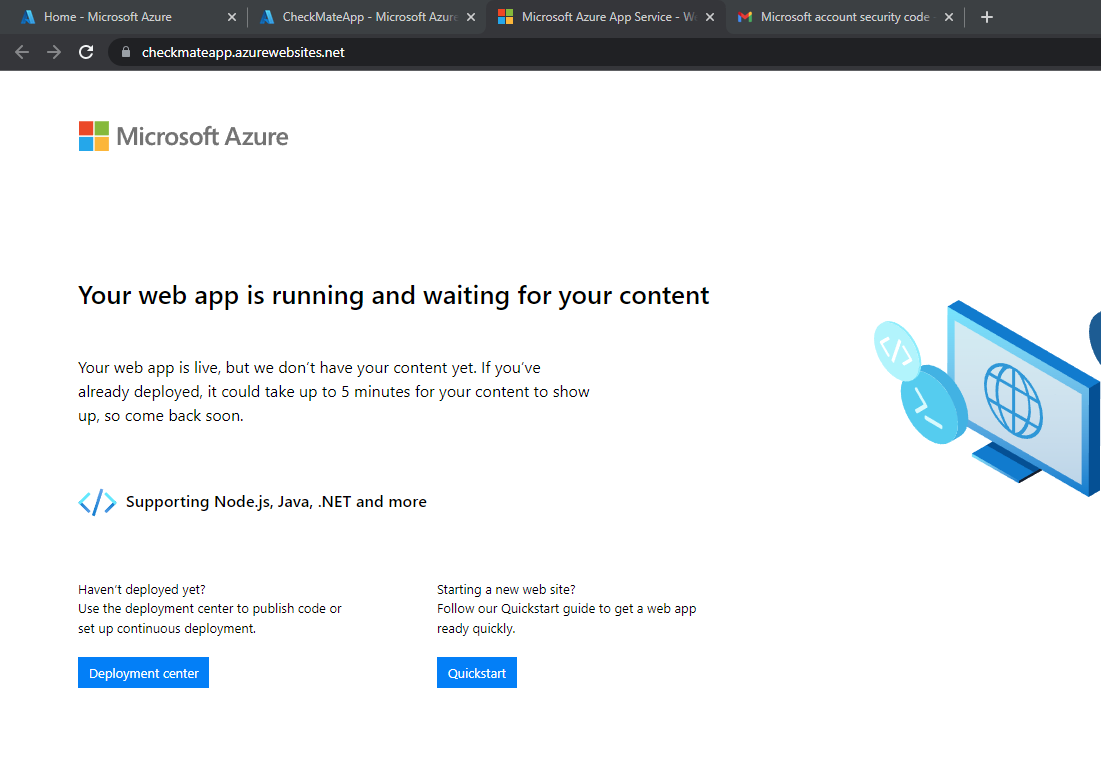 Home - Microsoft Azure
CheckMateApp - Microsoft Azure
Microsoft Azure App Service - W
Microsoft account security code -
checkmateapp.azurewebsites.net
Microsoft Azure
Your web app is running and waiting for your content
Your web app is live, but we don’t have your content yet. If you’ve
already deployed, it could take up to 5 minutes for your content to show
up, so come back soon.
Supporting Node.js, Java, .NET and more
Haven’t deployed yet?
Use the deployment center to publish code or
set up continuous deployment.
Deployment center
Starting a new web site?
Follow our Quickstart guide to get a web app
ready quickly.
Quickstart